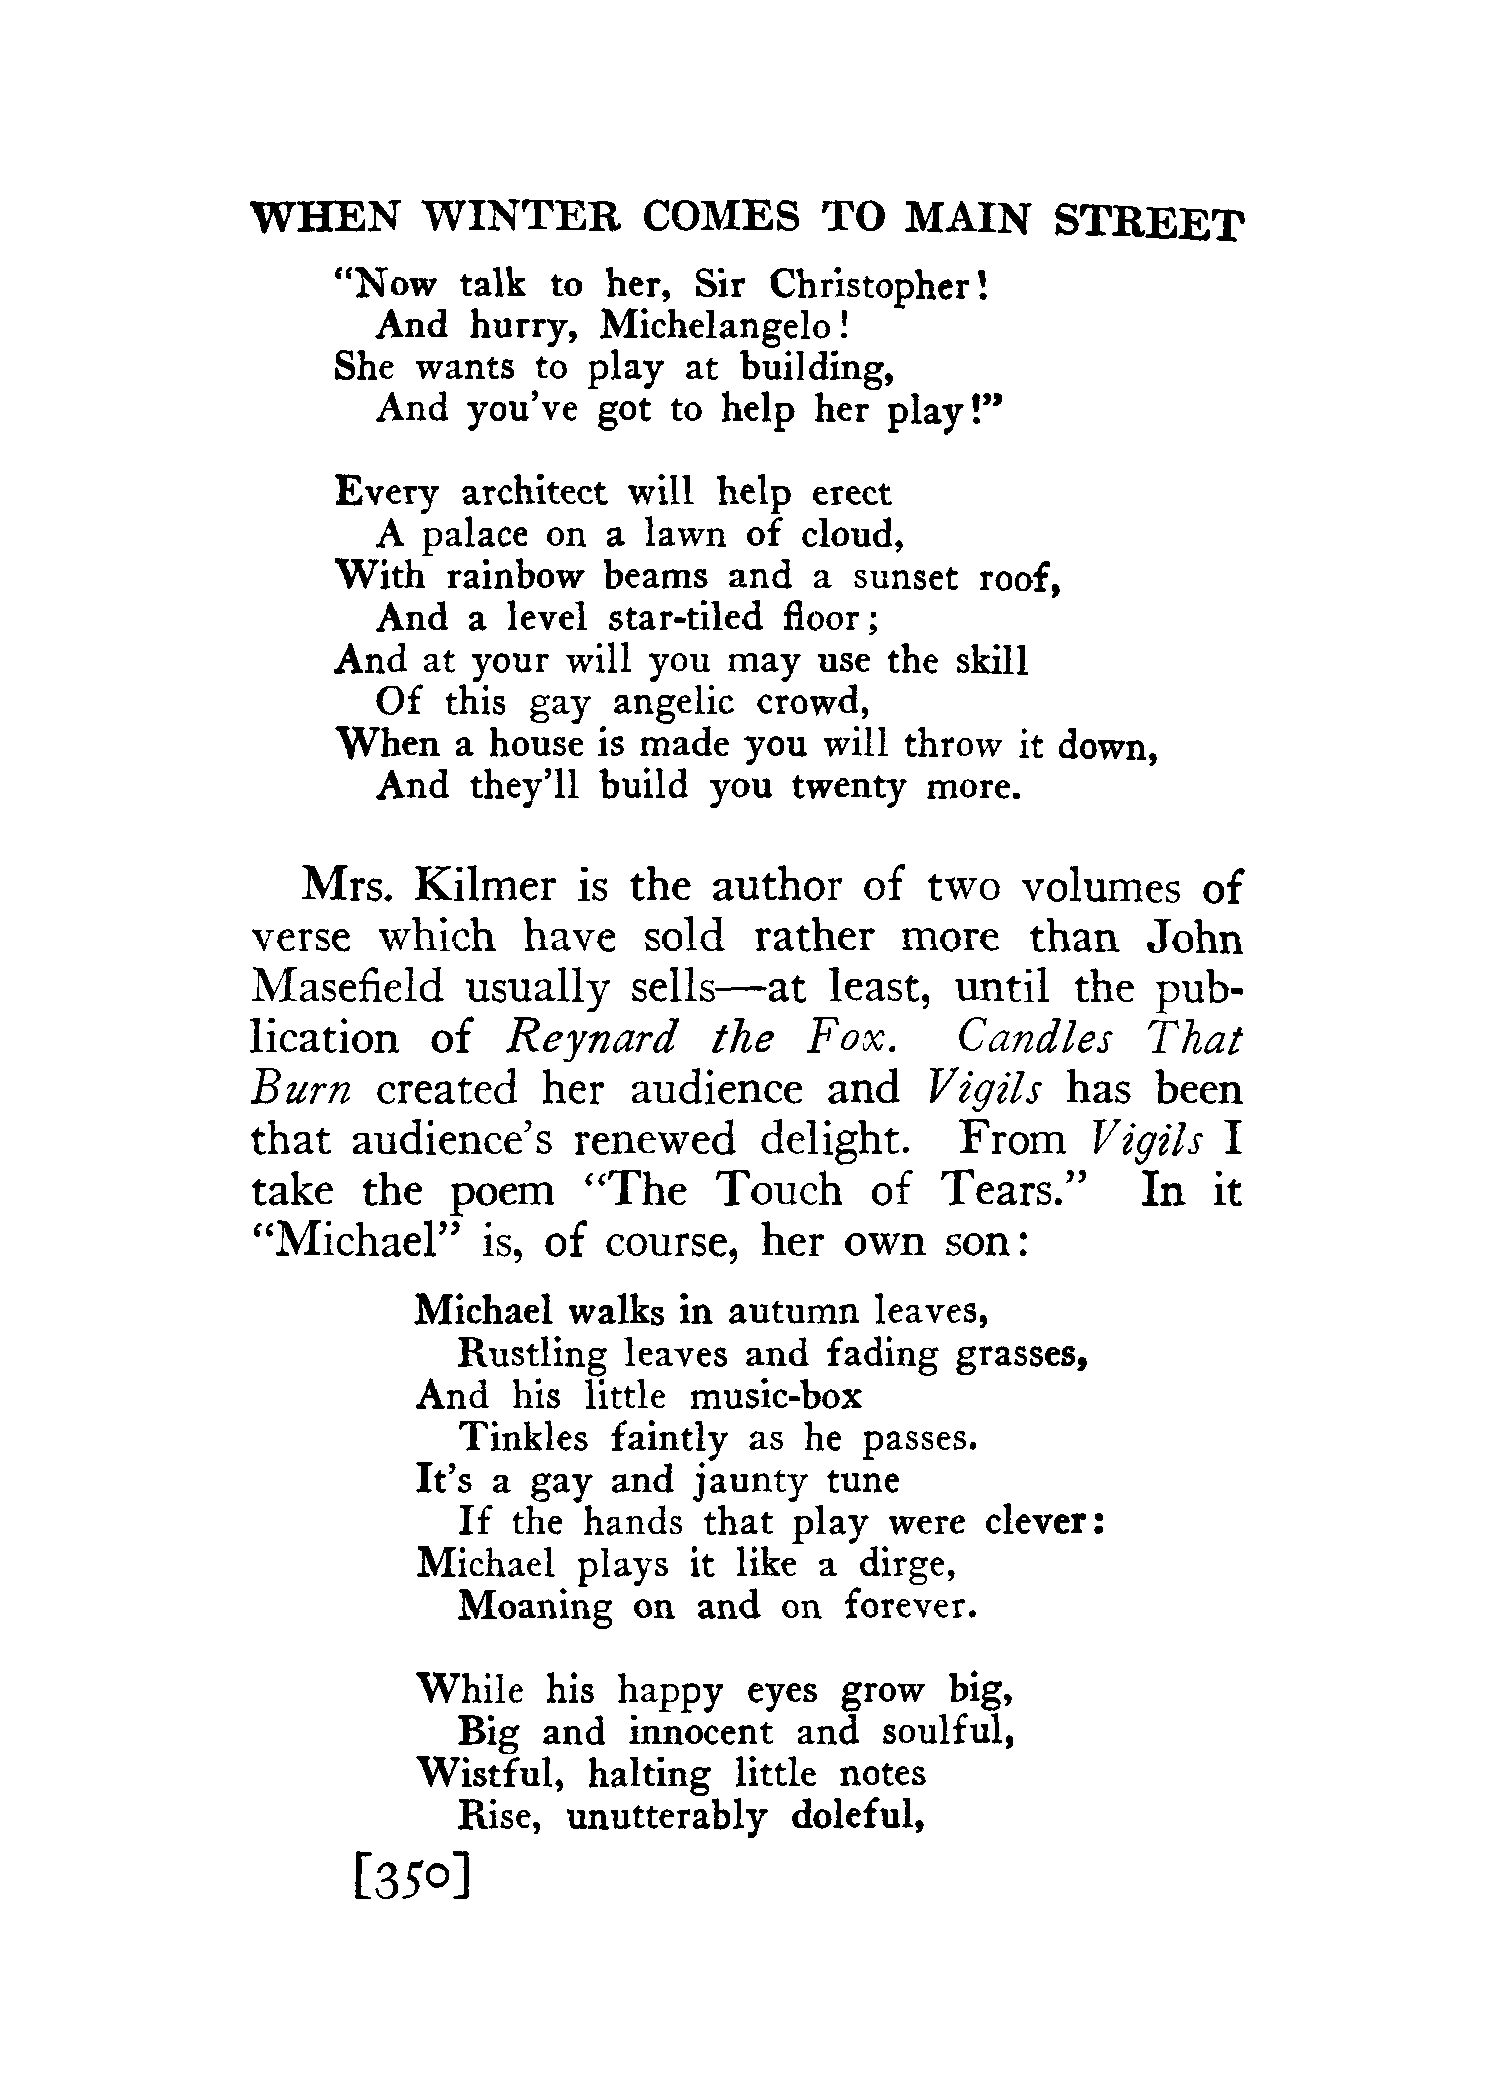 WHEN WINTER COMES TO MAIN STREET
“Now talk to her, Sir Christopher!
And hurry, Michelangelo!
She wants to play at building,
And you’ve got to help her play!”
Every architect will help erect
A palace on a lawn of cloud,
With rainbow beams and a sunset roof,
And a level star-tiled floor;
And at your will you may use the skill
Of this gay angelic crowd,
When a house is made you will throw it down,
And they’ll build you twenty more.
Mrs. Kilmer is the author of two volumes of
verse which have sold rather more than John
Masefield usually sells—at least, until the pub-
lication of Reynard the Fox. Candles That
Burn created her audience and Vigils has been
that audience’s renewed delight. From Vigils I
take the poem “The Touch of Tears.” In it
“Michael” is, of course, her own son:
Michael walks in autumn leaves,
Rustling leaves and fading grasses,
And his little music-box
Tinkles faintly as he passes.
It’s a gay and jaunty tune
If the hands that play were clever:
Michael plays it like a dirge,
Moaning on and on forever.
While his happy eyes grow big,
Big and innocent and soulful,
Wistful, halting little notes
Rise, unutterably doleful,
[350]